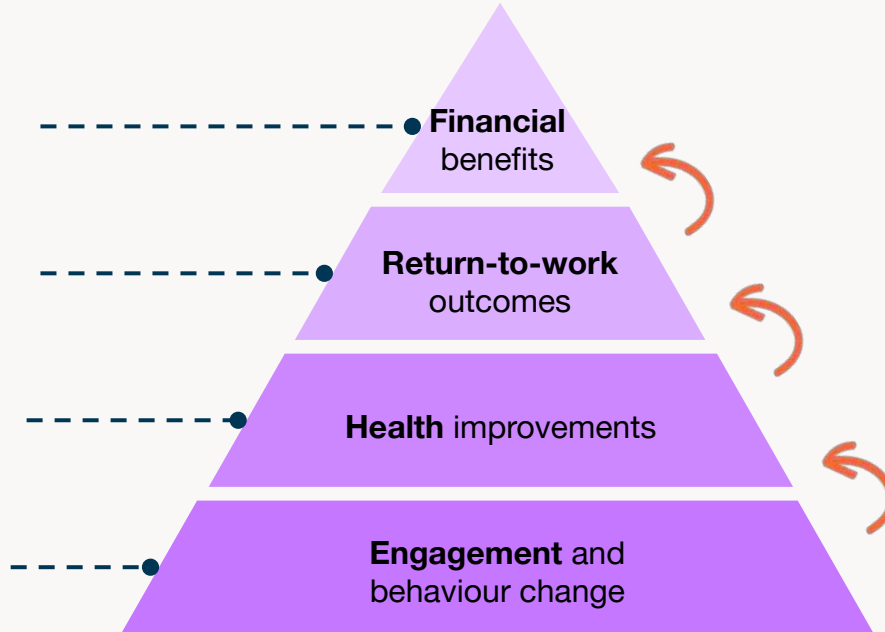 Financial
benefits
Return-to-work
outcomes
Health improvements
Engagement and
behaviour change